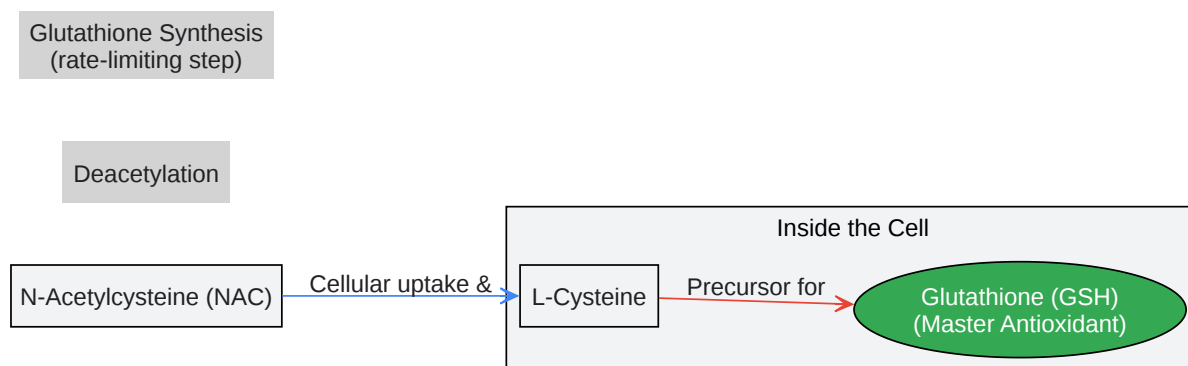 Glutathione Synthesis
(rate-limiting step)
Deacetylation
Inside the Cell
N-Acetylcysteine (NAC)
Cellular uptake &
L-Cysteine
Precursor for
Glutathione (GSH)
(Master Antioxidant)